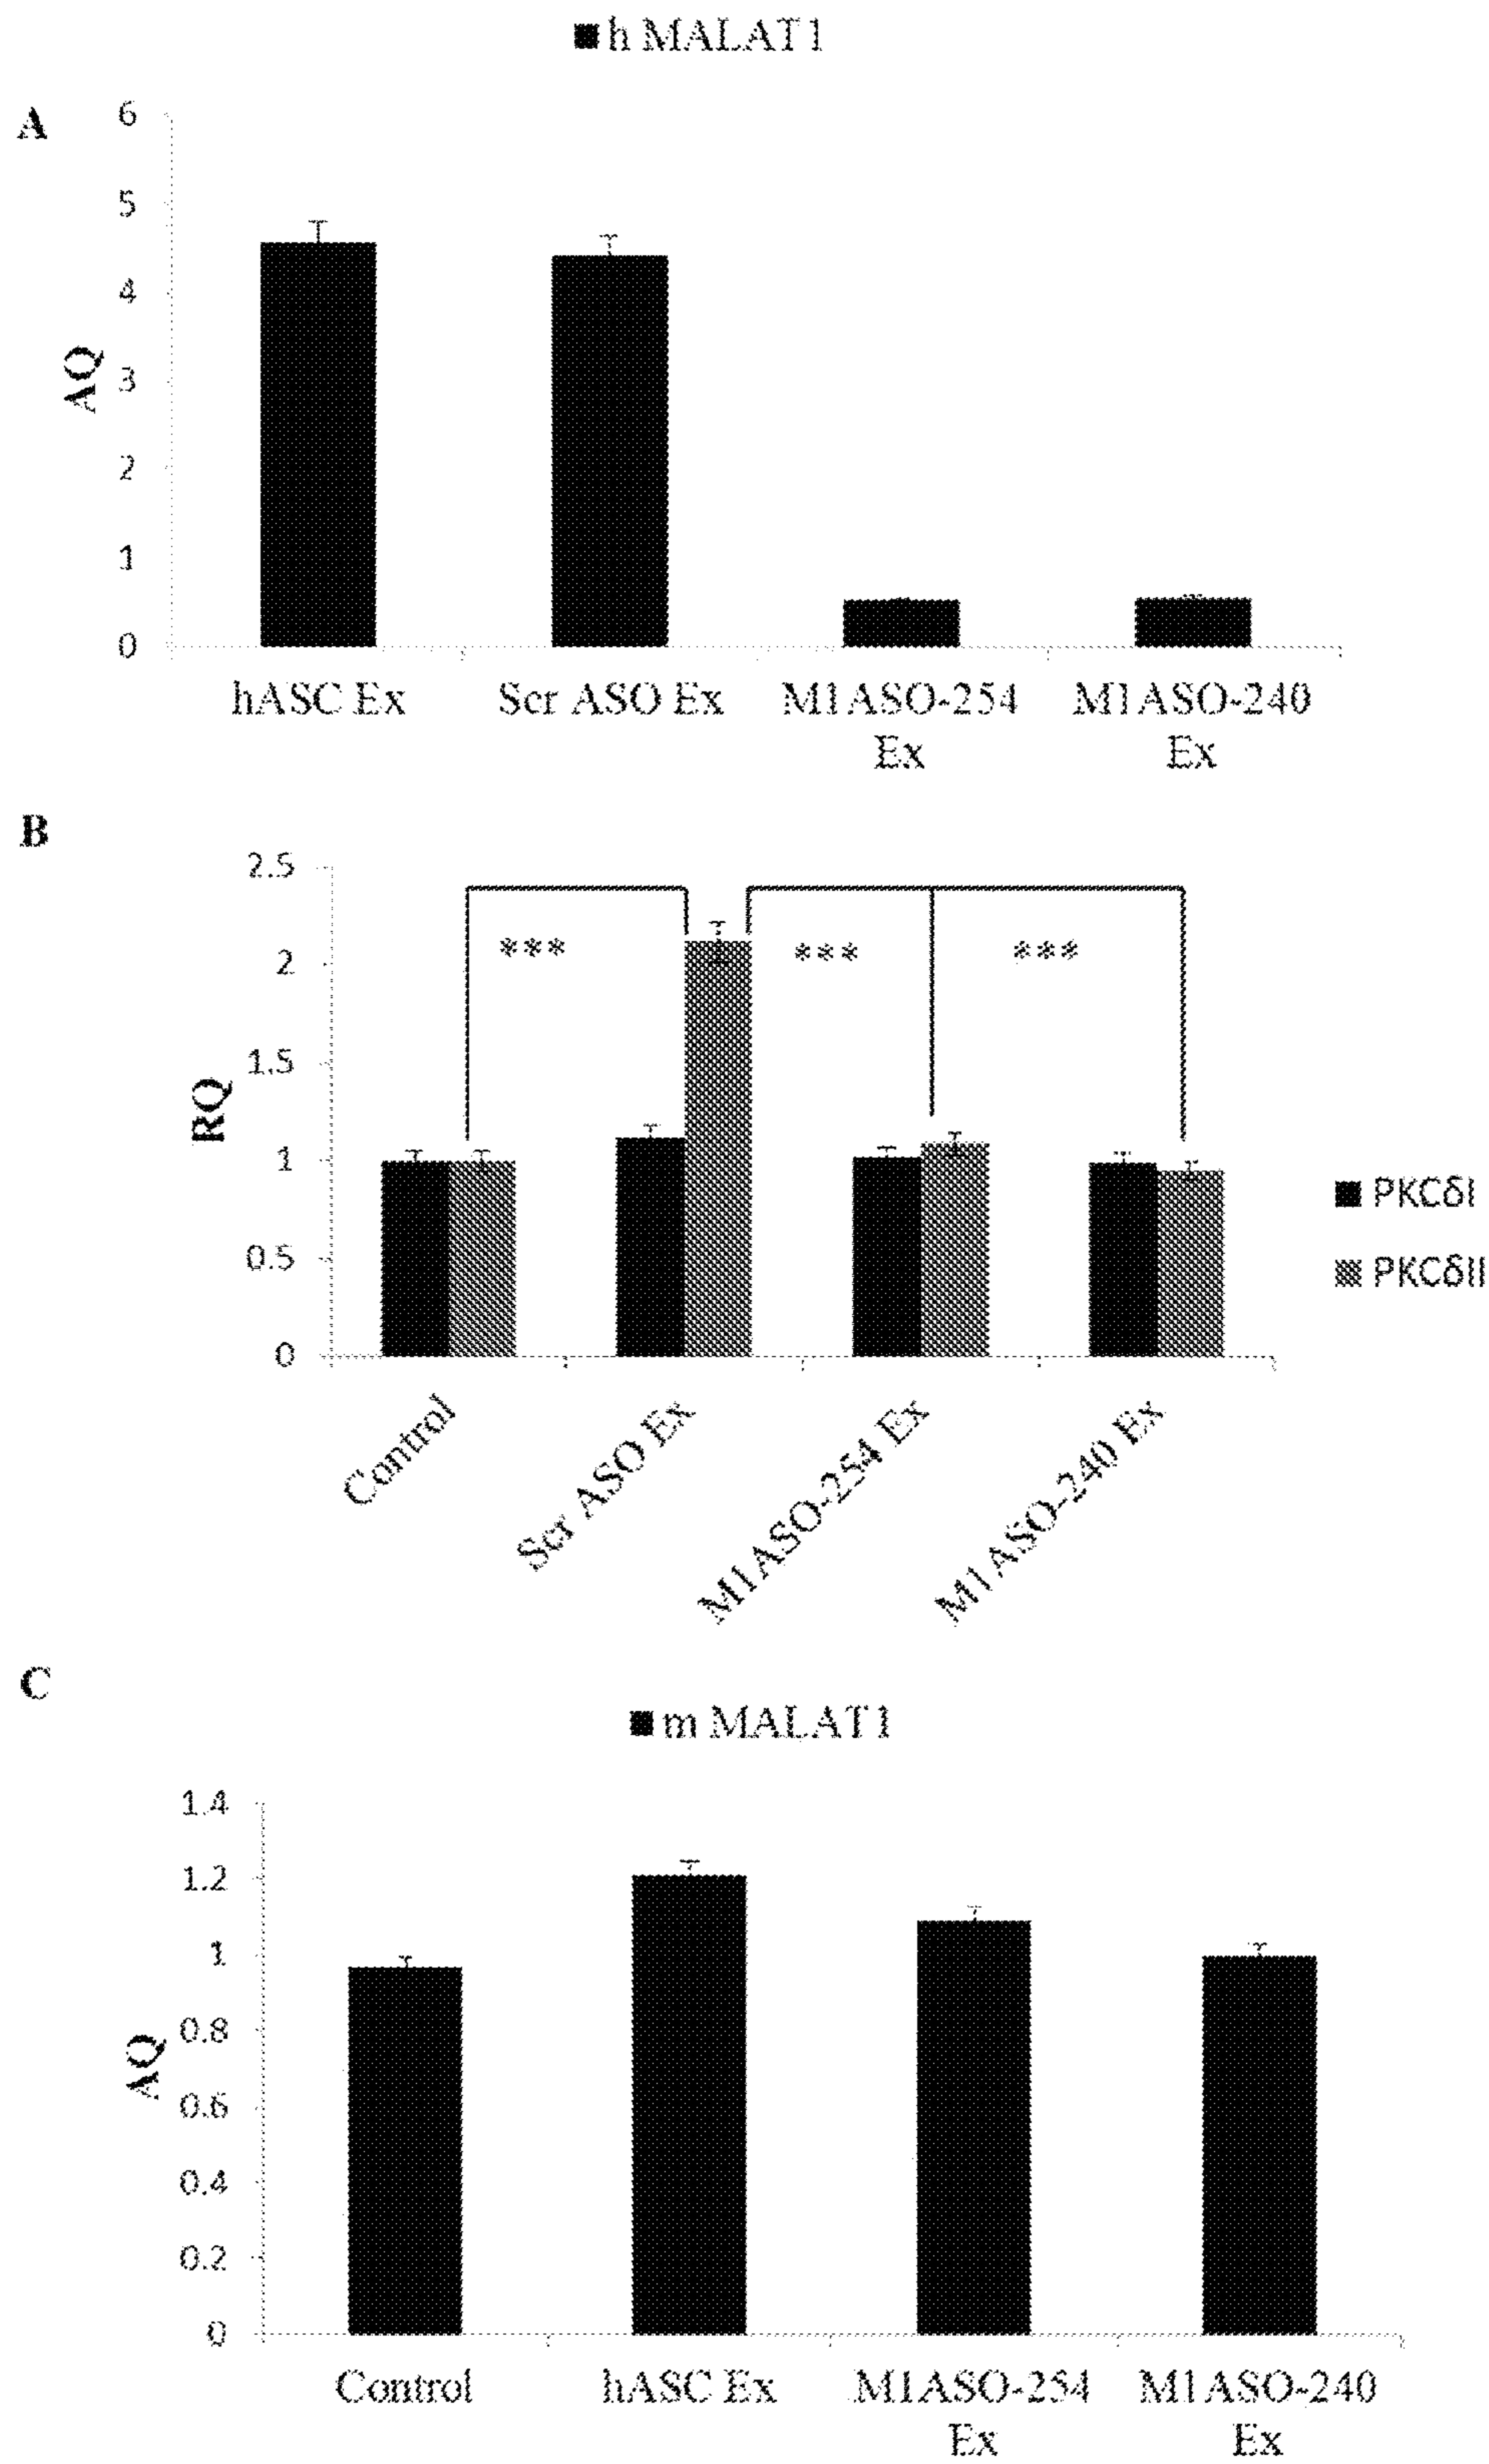 h MALAT1
A
6
5
4
3
2
1
0
AQ
hASC Ex
Scr ASO Ex
M1ASO-254
Ex
M1ASO-240
Ex
B
2.5
2
1.5
1
0.5
0
RQ
***
***
***
PKCδI
PKCδII
Control
Scr ASO Ex
M1ASO-254 Ex
M1ASO-240 Ex
C
m MALAT1
1.4
1.2
1
0.8
0.6
0.4
0.2
0
AQ
Control
hASC Ex
M1ASO-254
Ex
M1ASO-240
Ex